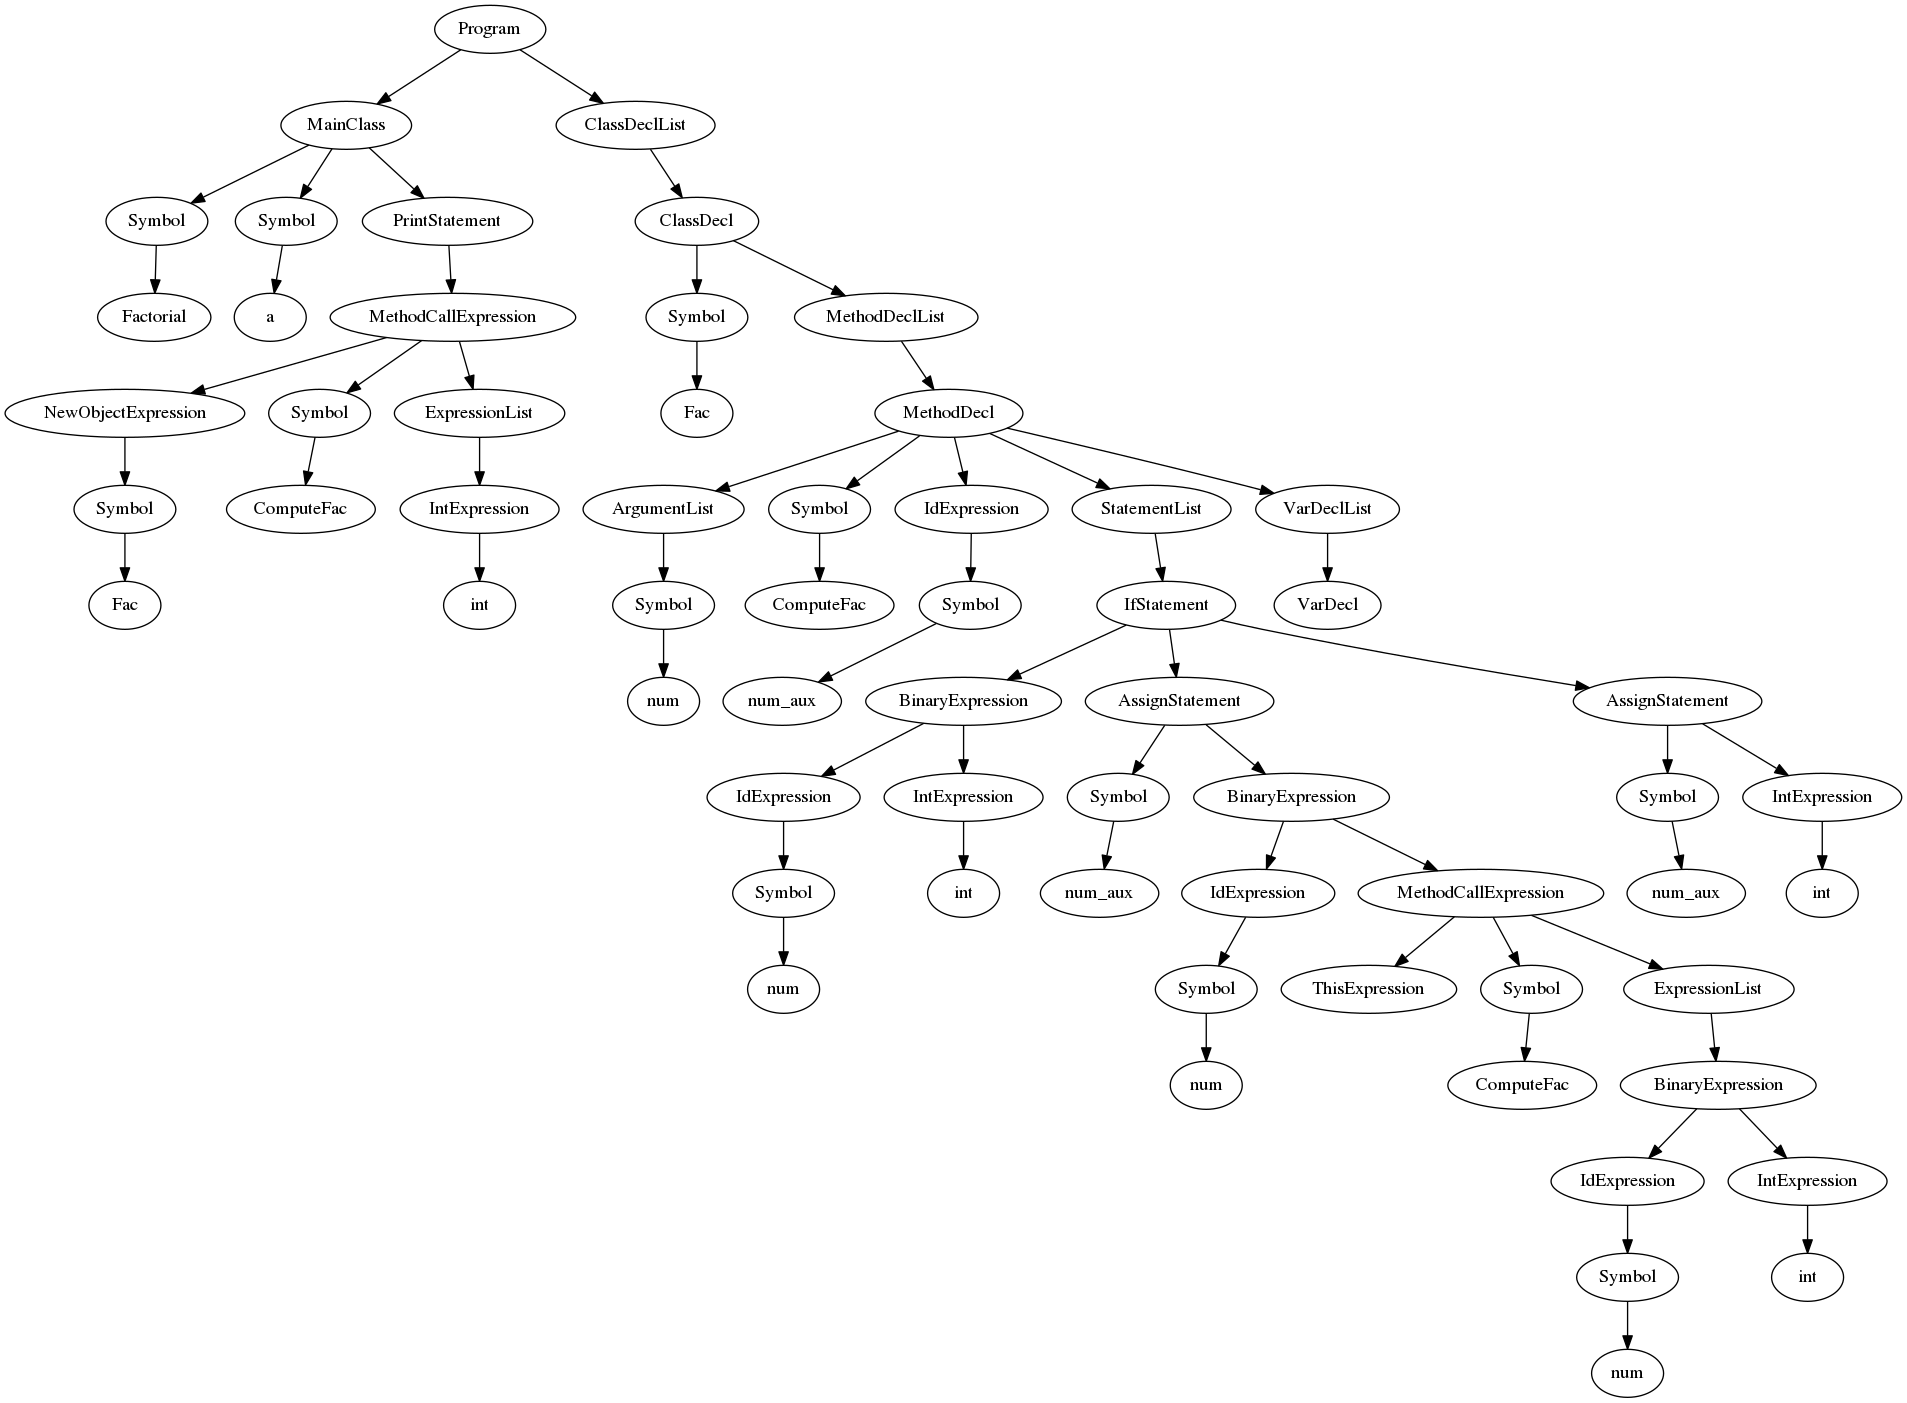 Program
MainClass
ClassDeclList
Symbol
Symbol
PrintStatement
ClassDecl
Factorial
a
MethodCallExpression
Symbol
MethodDeclList
NewObjectExpression
Symbol
ExpressionList
Fac
MethodDecl
Symbol
ComputeFac
IntExpression
ArgumentList
Symbol
IdExpression
StatementList
VarDeclList
Fac
int
Symbol
ComputeFac
Symbol
IfStatement
VarDecl
num
num_aux
BinaryExpression
AssignStatement
AssignStatement
IdExpression
IntExpression
Symbol
BinaryExpression
Symbol
IntExpression
Symbol
int
num_aux
IdExpression
MethodCallExpression
num_aux
int
num
Symbol
ThisExpression
Symbol
ExpressionList
num
ComputeFac
BinaryExpression
IdExpression
IntExpression
Symbol
int
num